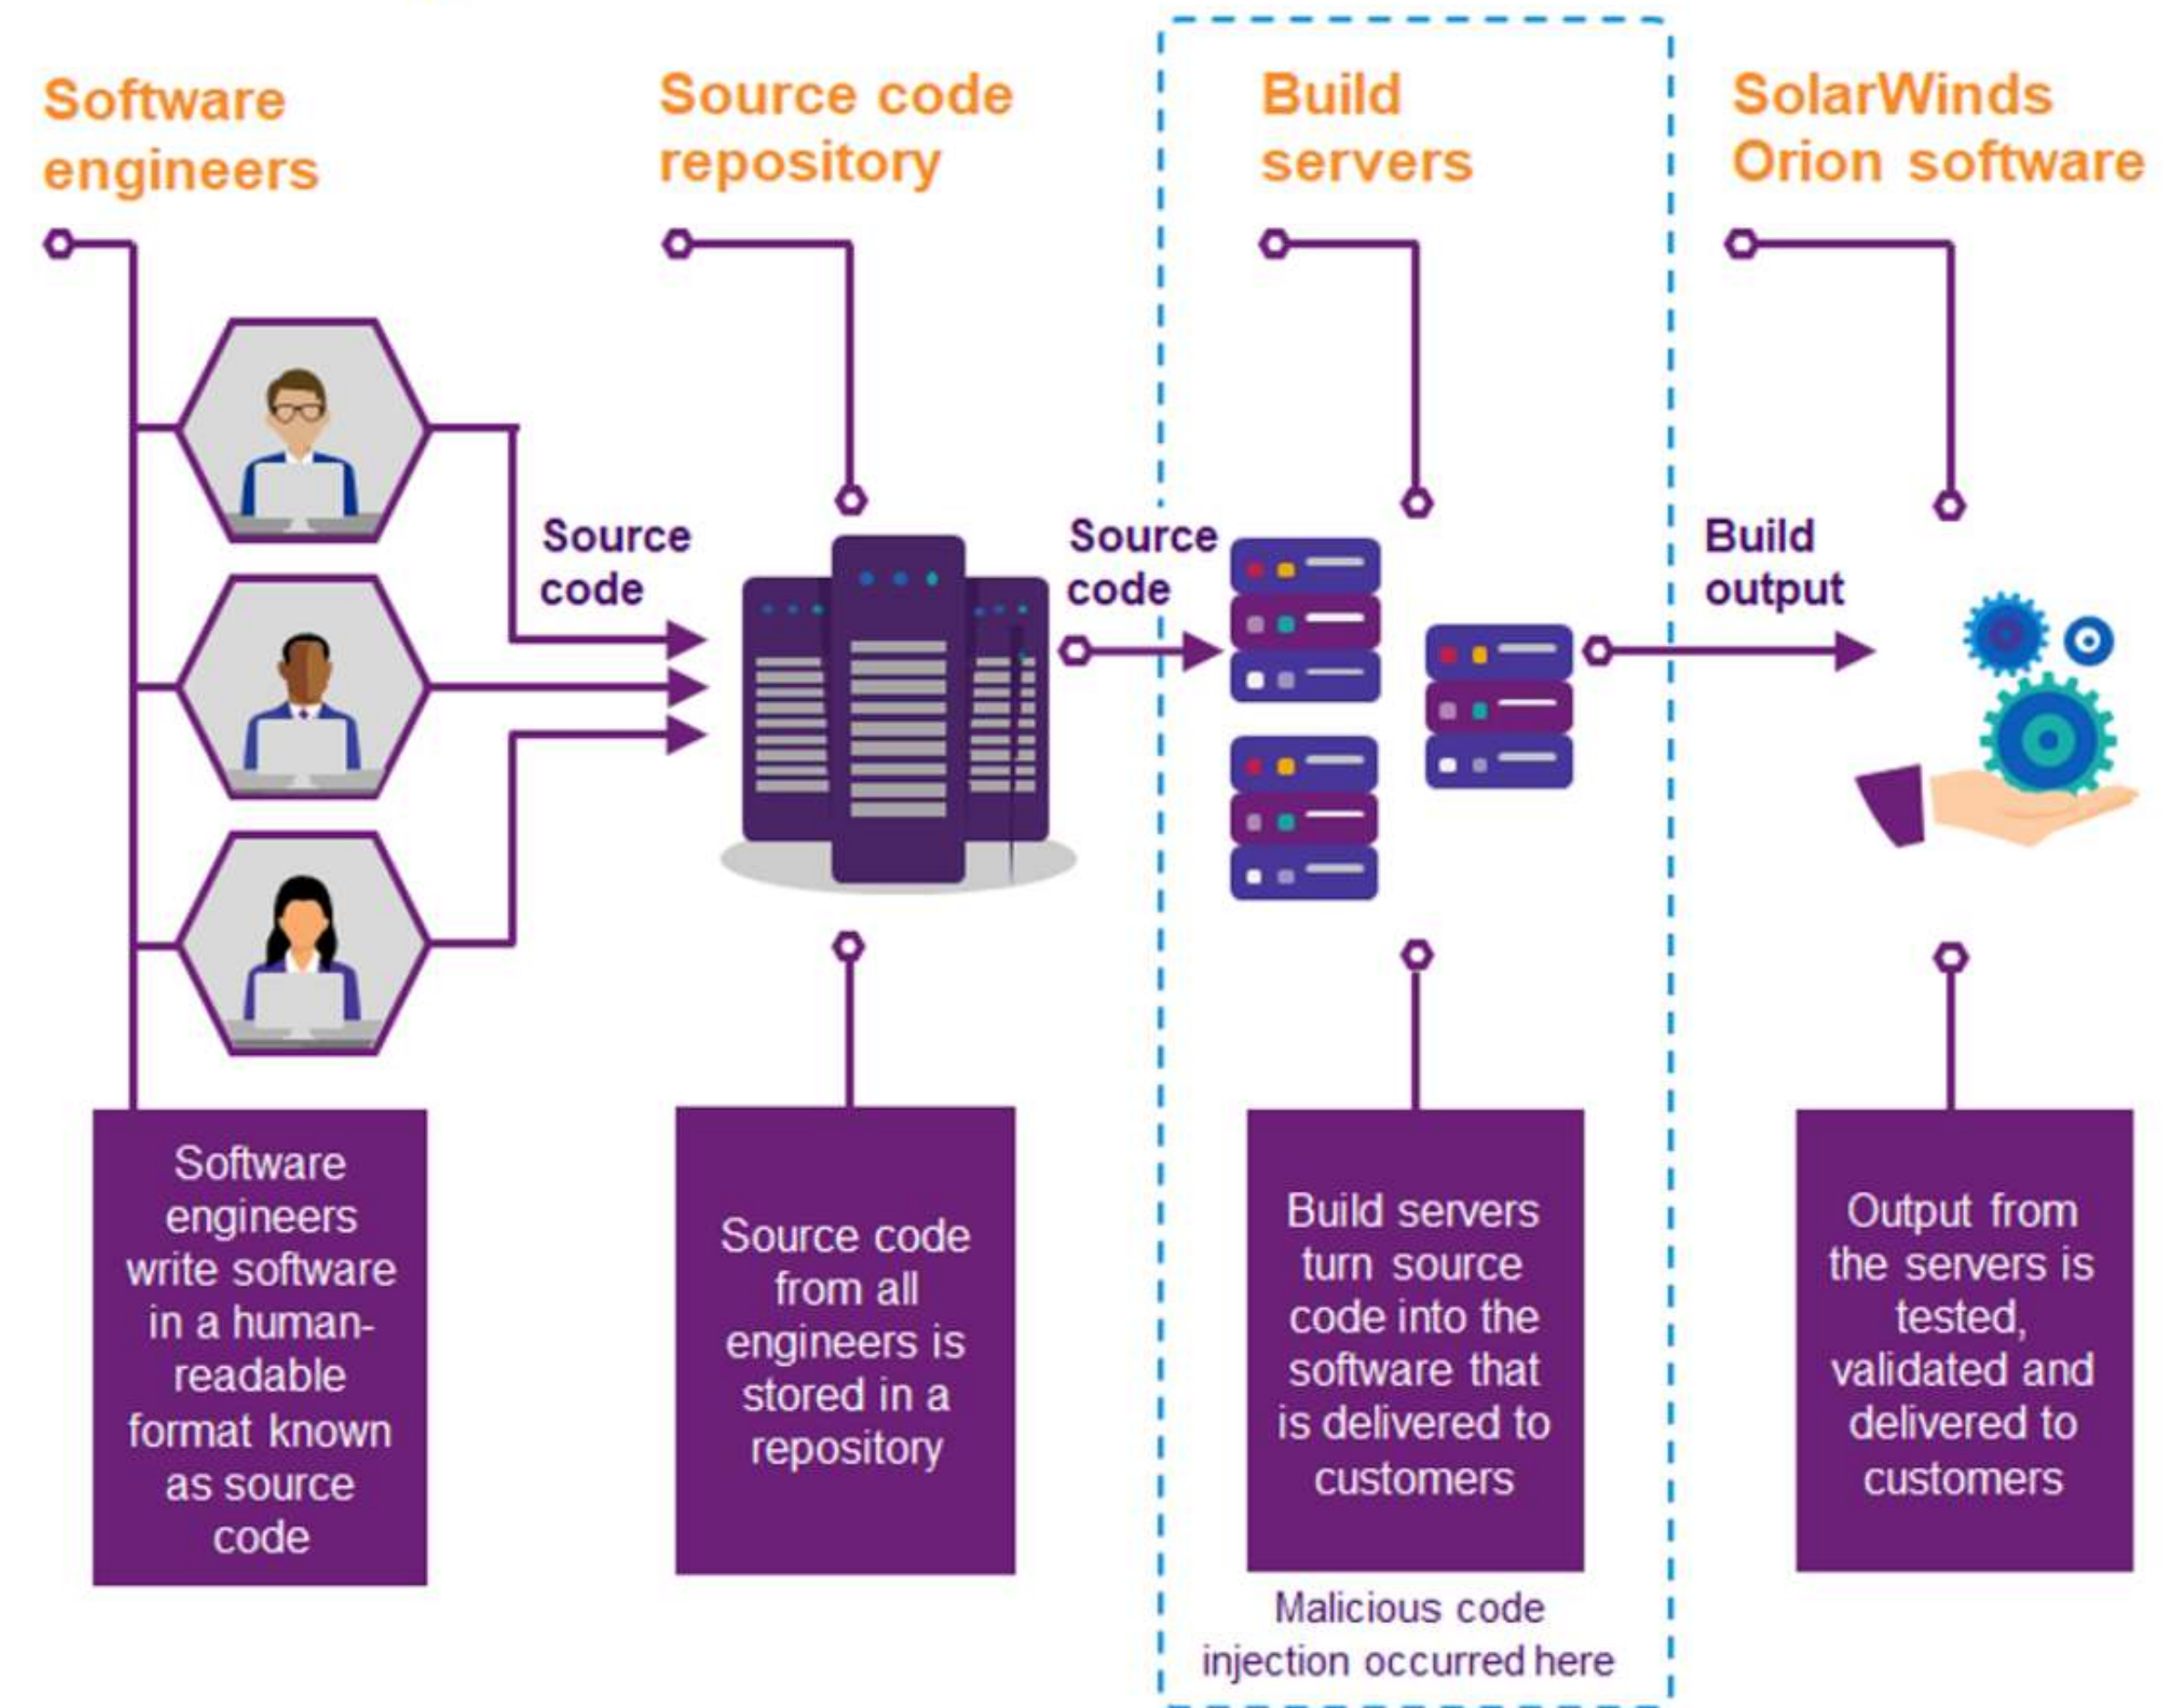 Software
engineers
Source code
repository
Build
servers
SolarWinds
Orion software
Source
code
Source
code
Build
output
Software
engineers
write software
in a human-
readable
format known
as source
code
Source code
from all
engineers is
stored in a
repository
Build servers
turn source
code into the
software that
is delivered to
customers
Output from
the servers is
tested,
validated and
delivered to
customers
Malicious code
injection occurred here